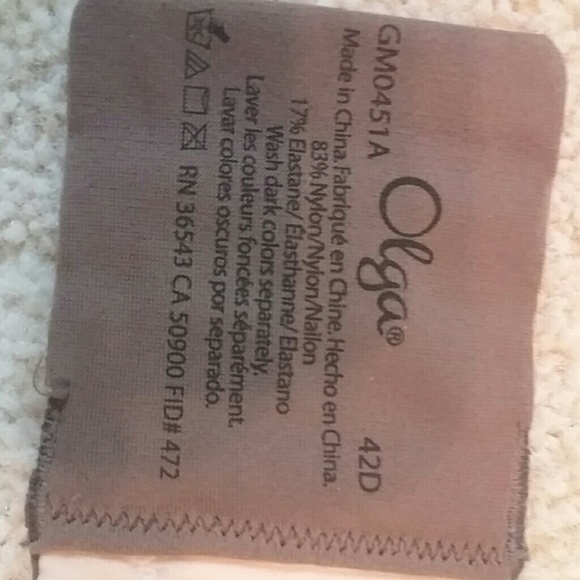 Olga®
GM0451A 42D
Made in China. Fabriqué en Chine. Hecho en China.
83% Nylon/Nylon/Nailon
17% Elastane/ Élasthanne/ Elastano
Wash dark colors separately.
Laver les couleurs foncées séparément.
Lavar colores oscuros por separado.
RN 36543 CA 50900 FID# 472